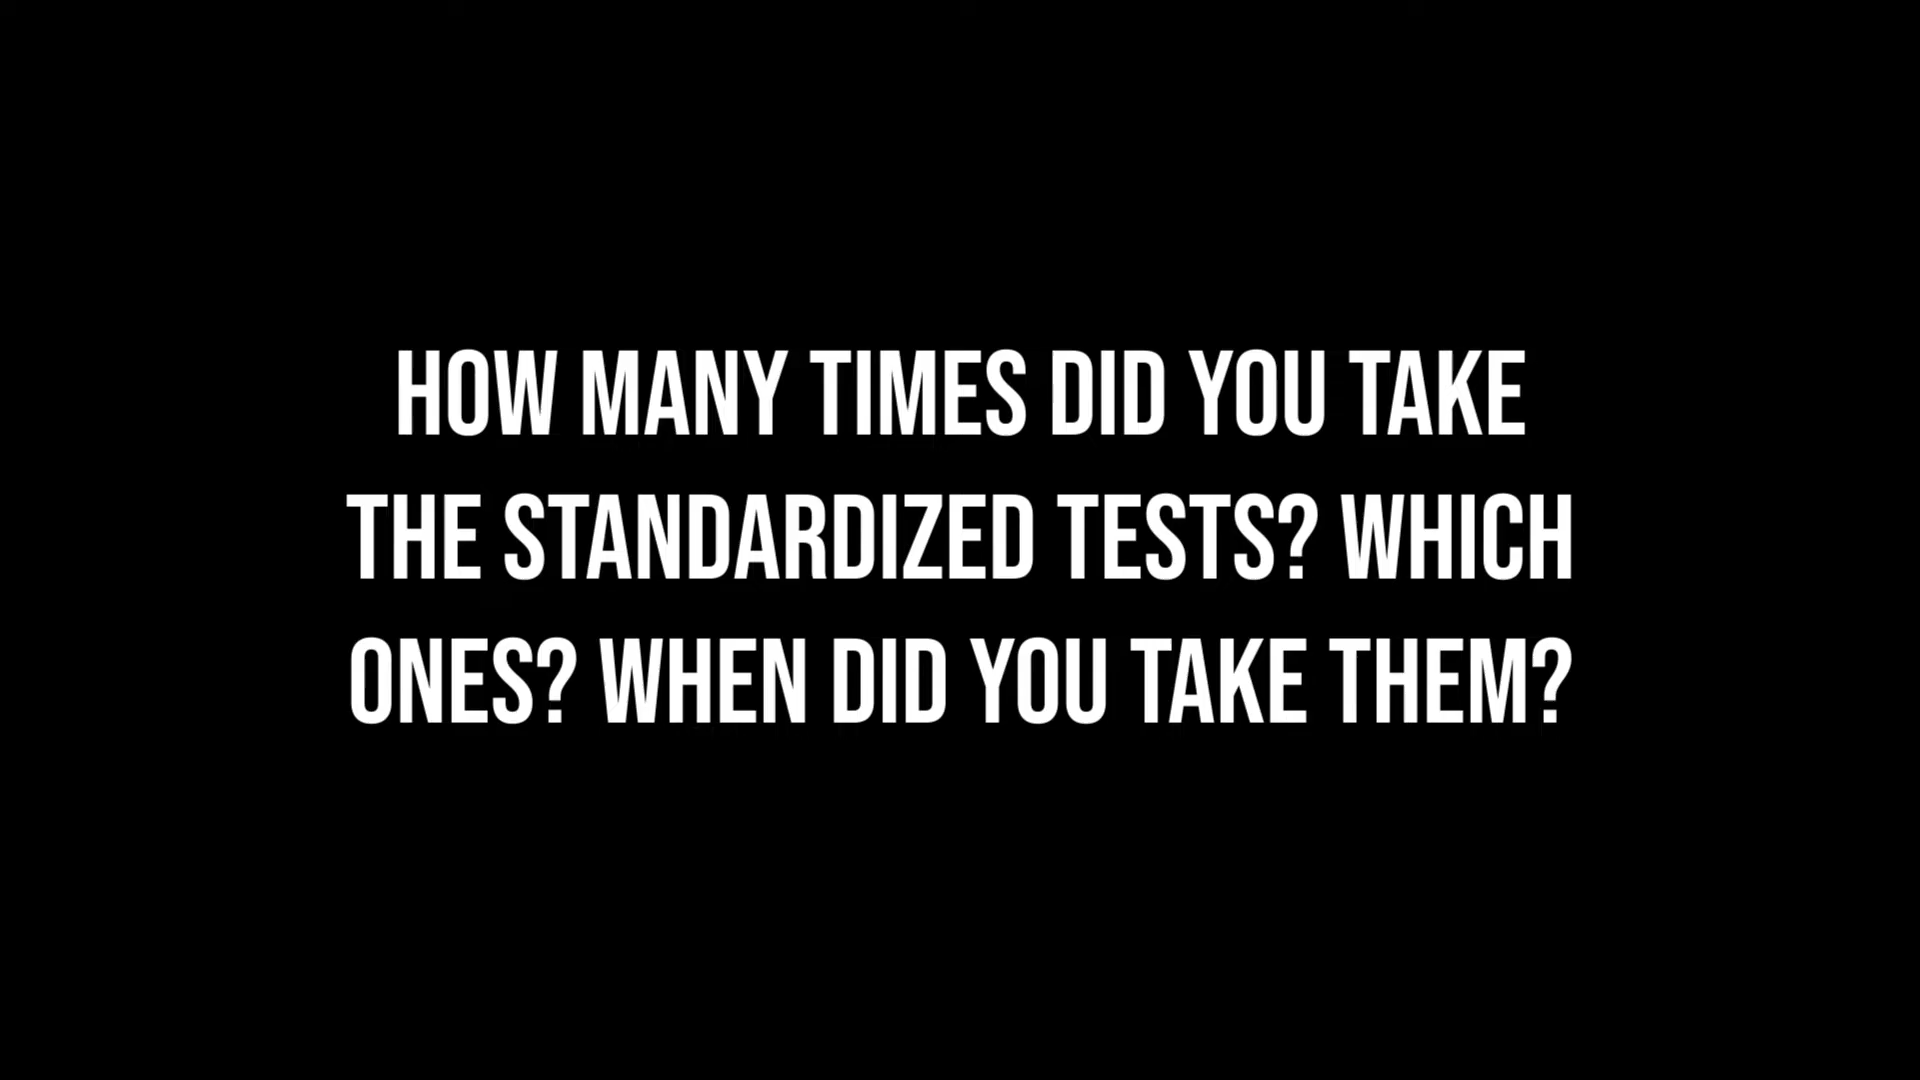 HOW MANY TIMES DID YOU TAKE
THE STANDARDIZED TESTS? WHICH
ONES? WHEN DID YOU TAKE THEM?